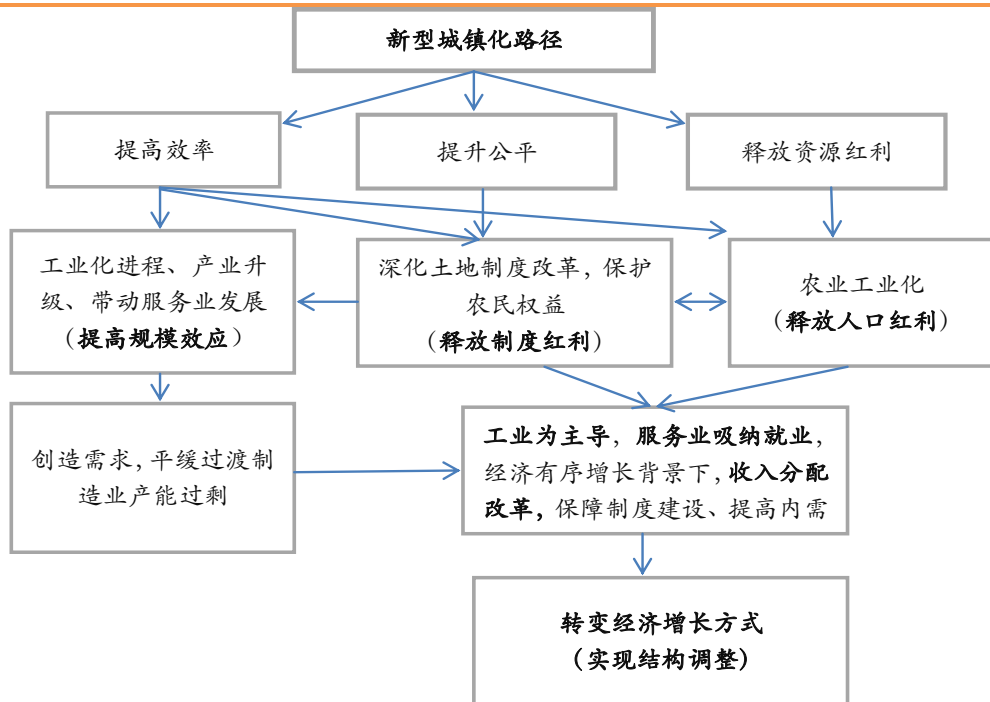 新型城镇化路径
提高效率
提升公平
释放资源红利
工业化进程、产业升
级、带动服务业发展
（提高规模效应）
深化土地制度改革，保护
农民权益
（释放制度红利）
农业工业化
（释放人口红利）
创造需求，平缓过渡制
造业产能过剩
工业为主导，服务业吸纳就业，
经济有序增长背景下，收入分配
改革，保障制度建设、提高内需
转变经济增长方式
（实现结构调整）